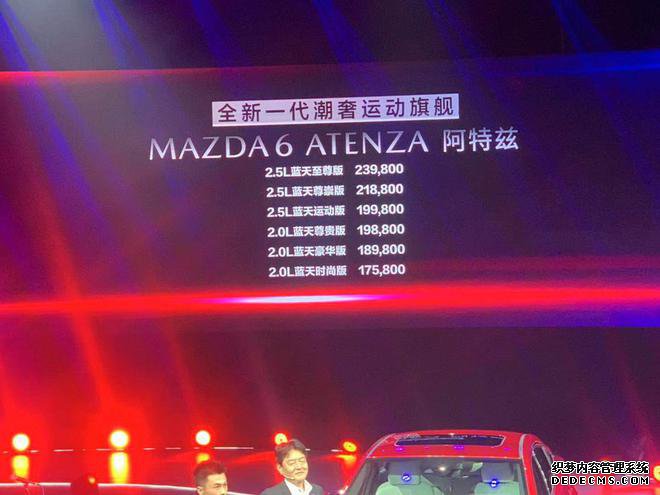 全新一代潮奢运动旗舰
MAZDA6 ATENZA 阿特兹
2.5L蓝天至尊版 239,800
2.5L蓝天尊崇版 218,800
2.5L蓝天运动版 199,800
2.0L蓝天尊贵版 198,800
2.0L蓝天豪华版 189,800
2.0L蓝天时尚版 175,800
织梦内容管理系统
DEDECMS.COM